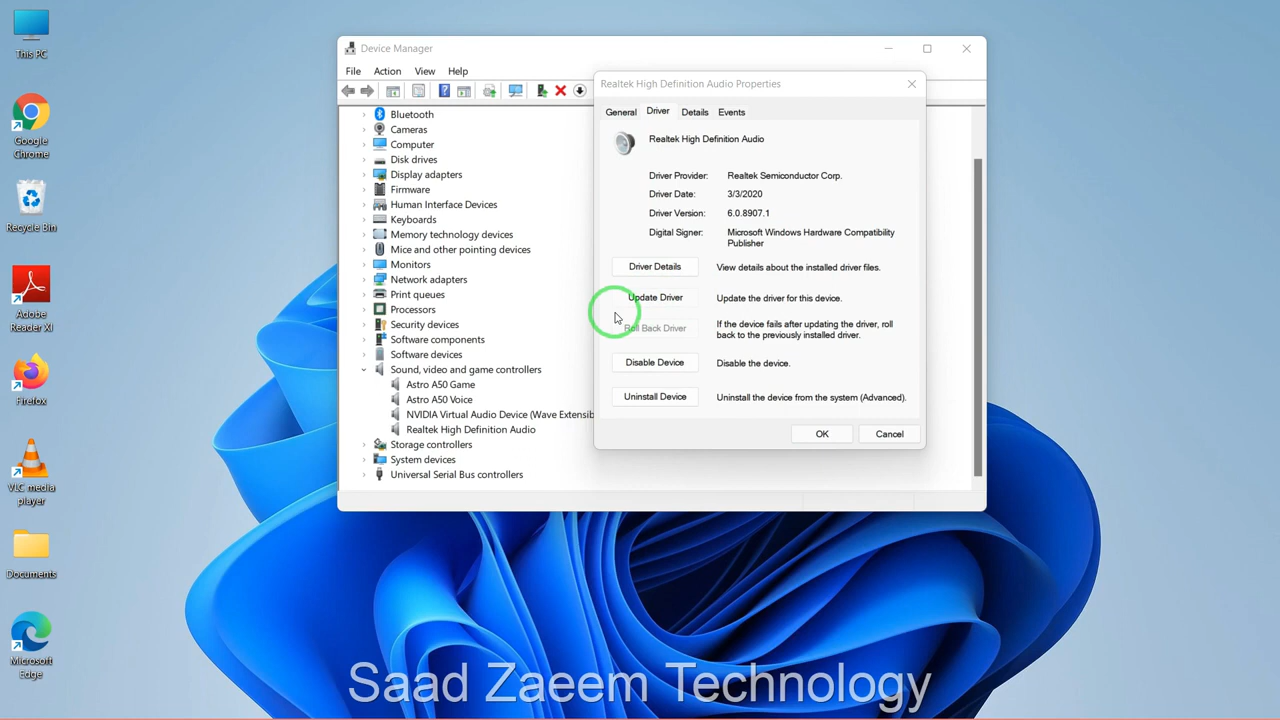 This PC
Google
Chrome
Recycle Bin
Adobe
Reader XI
Firefox
VLC media
player
Documents
Microsoft
Edge
Device Manager
File Action View Help
Bluetooth
Cameras
Computer
Disk drives
Display adapters
Firmware
Human Interface Devices
Keyboards
Memory technology devices
Mice and other pointing devices
Monitors
Network adapters
Print queues
Processors
Security devices
Software components
Software devices
Sound, video and game controllers
Astro A50 Game
Astro A50 Voice
NVIDIA Virtual Audio Device (Wave Extensib
Realtek High Definition Audio
Storage controllers
System devices
Universal Serial Bus controllers
Realtek High Definition Audio Properties
General Driver Details Events
Realtek High Definition Audio
Driver Provider: Realtek Semiconductor Corp.
Driver Date: 3/3/2020
Driver Version: 6.0.8907.1
Digital Signer: Microsoft Windows Hardware Compatibility
Publisher
Driver Details View details about the installed driver files.
Update Driver Update the driver for this device.
Roll Back Driver If the device fails after updating the driver, roll
back to the previously installed driver.
Disable Device Disable the device.
Uninstall Device Uninstall the device from the system (Advanced).
OK Cancel
Saad Zaeem Technology